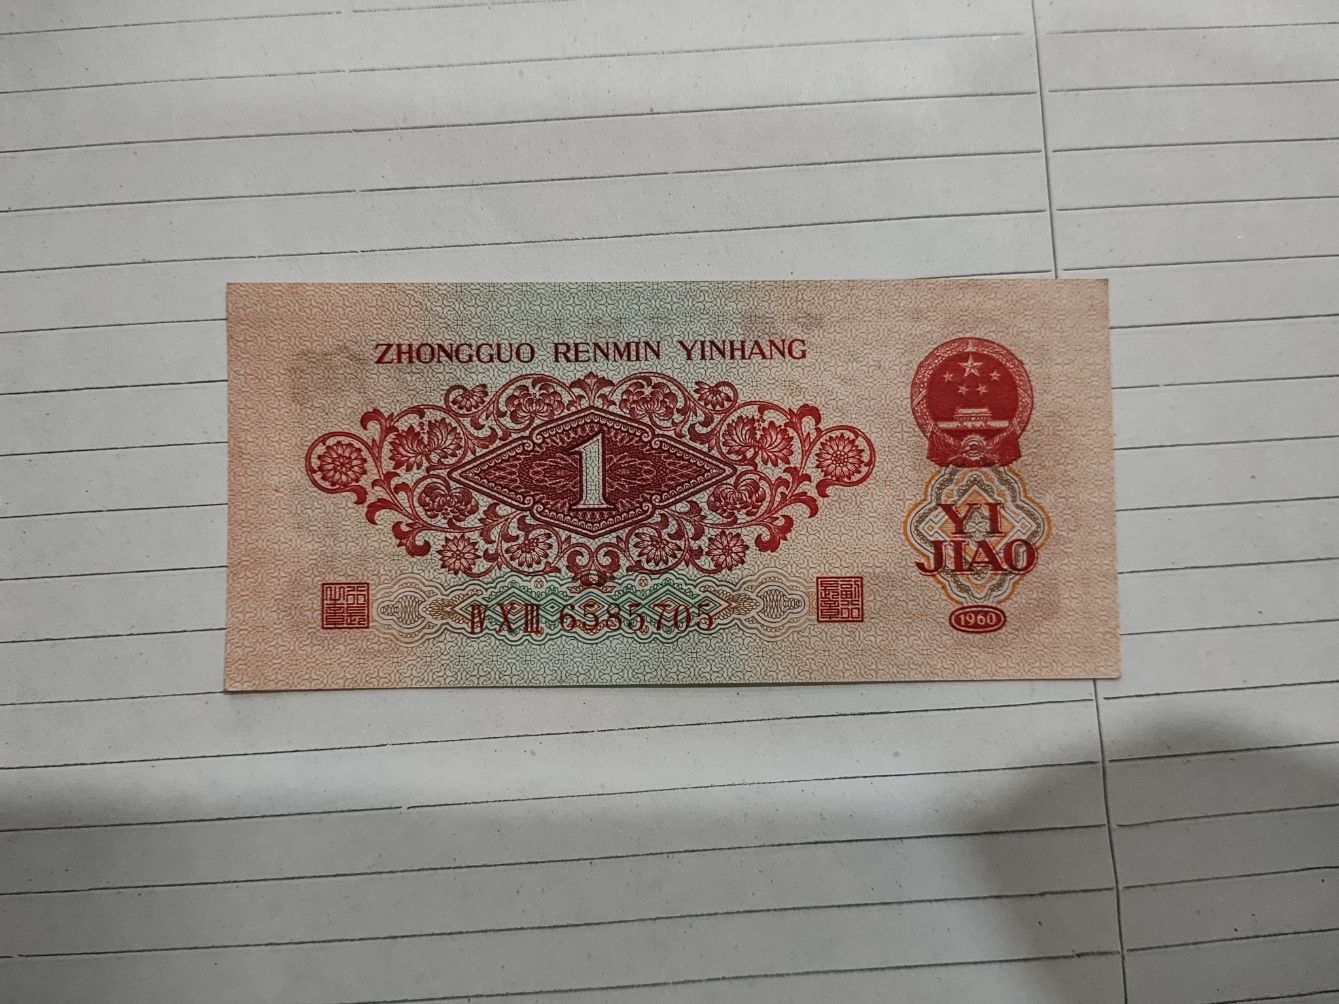 ZHONGGUO RENMIN YINHANG
1
YI
JIAO
ⅣⅩⅢ 6585705
1960